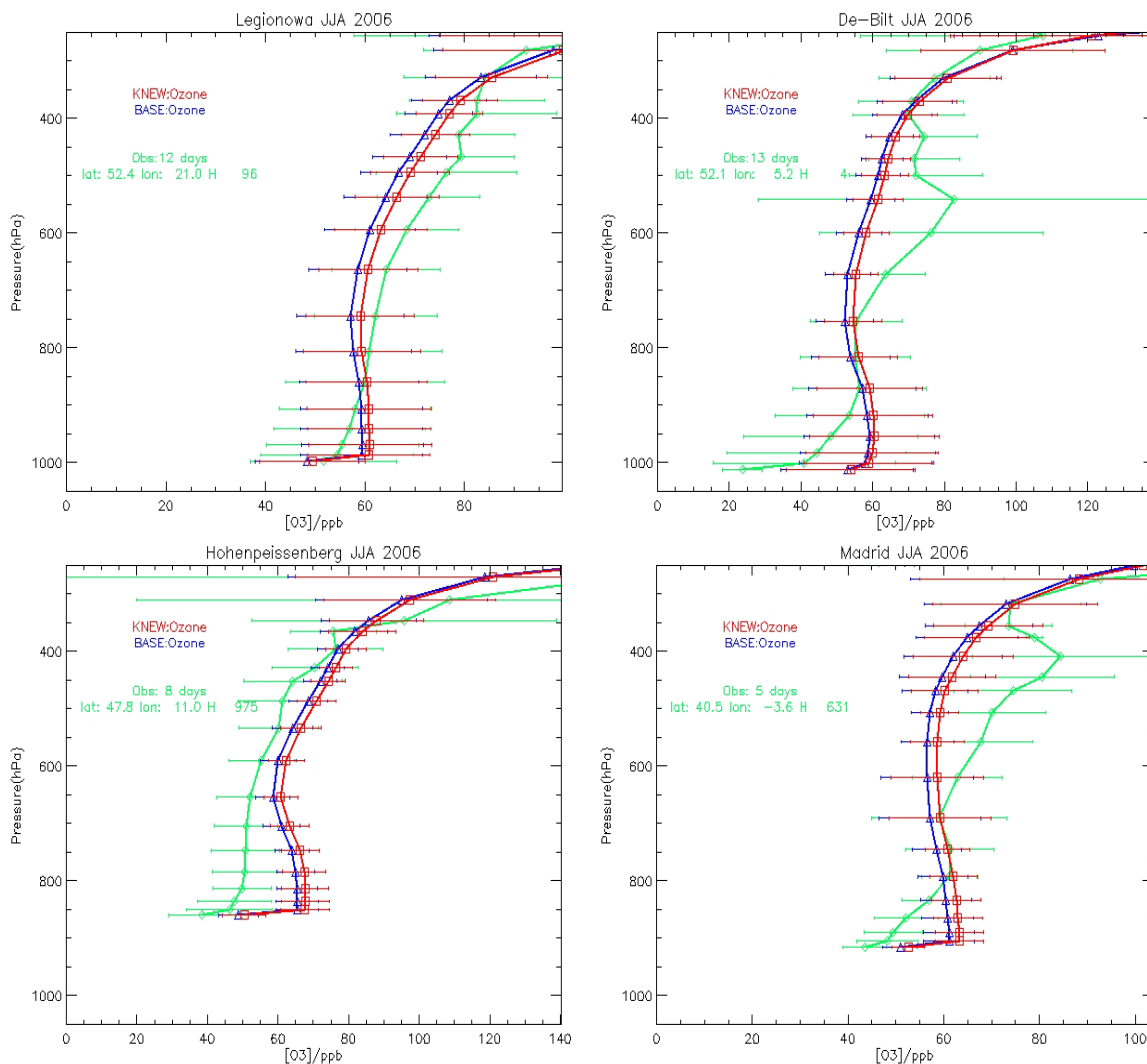 Legionowa JJA 2006
KNEW:Ozone
BASE:Ozone
Obs:12 days
lat: 52.4 lon: 21.0 H 96
Pressure(hPa)
400
600
800
1000
0 20 40 60 80
[O3]/ppb
De-Bilt JJA 2006
KNEW:Ozone
BASE:Ozone
Obs:13 days
lat: 52.1 lon: 5.2 H 4
Pressure(hPa)
400
600
800
1000
0 20 40 60 80 100 120
[O3]/ppb
Hohenpeissenberg JJA 2006
KNEW:Ozone
BASE:Ozone
Obs: 8 days
lat: 47.8 lon: 11.0 H 975
Pressure(hPa)
400
600
800
1000
0 20 40 60 80 100 120 140
[O3]/ppb
Madrid JJA 2006
KNEW:Ozone
BASE:Ozone
Obs: 5 days
lat: 40.5 lon: -3.6 H 631
Pressure(hPa)
400
600
800
1000
0 20 40 60 80 100
[O3]/ppb